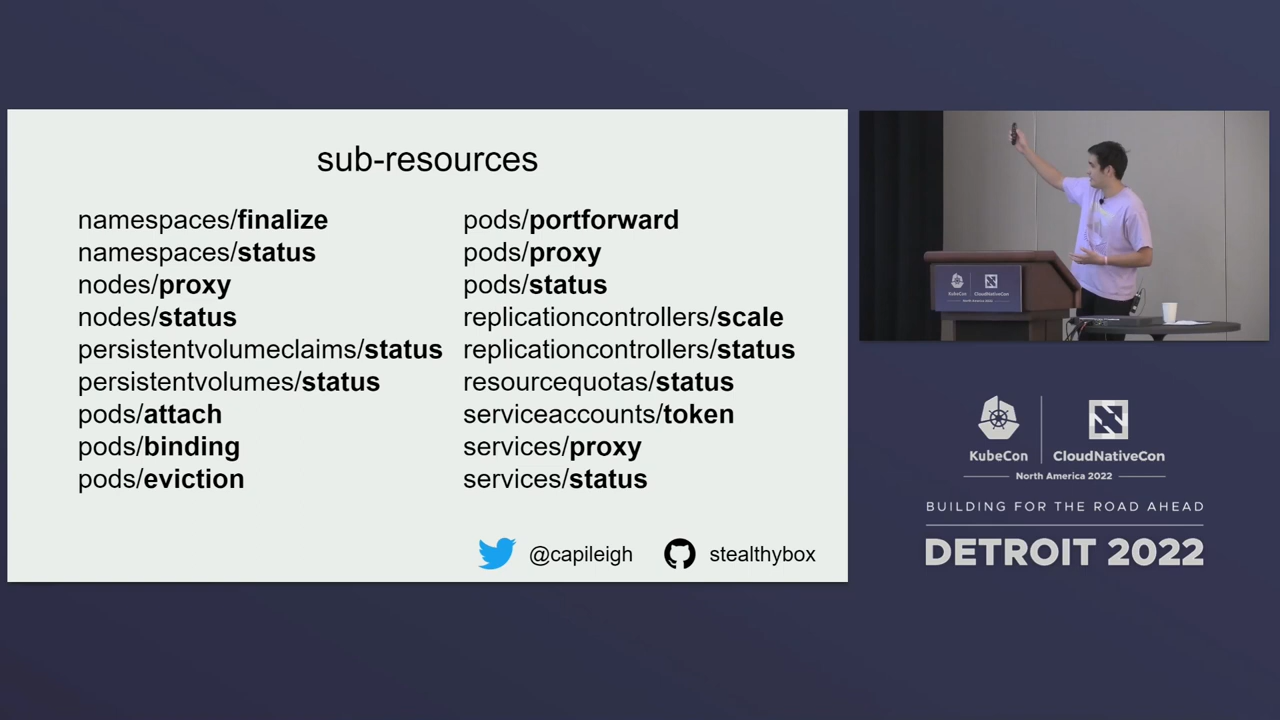 sub-resources
namespaces/finalize
namespaces/status
nodes/proxy
nodes/status
persistentvolumeclaims/status
persistentvolumes/status
pods/attach
pods/binding
pods/eviction
pods/portforward
pods/proxy
pods/status
replicationcontrollers/scale
replicationcontrollers/status
resourcequotas/status
serviceaccounts/token
services/proxy
services/status
@capileigh
stealthybox
KubeCon
CloudNativeCon
KubeCon
CloudNativeCon
North America 2022
BUILDING FOR THE ROAD AHEAD
DETROIT 2022